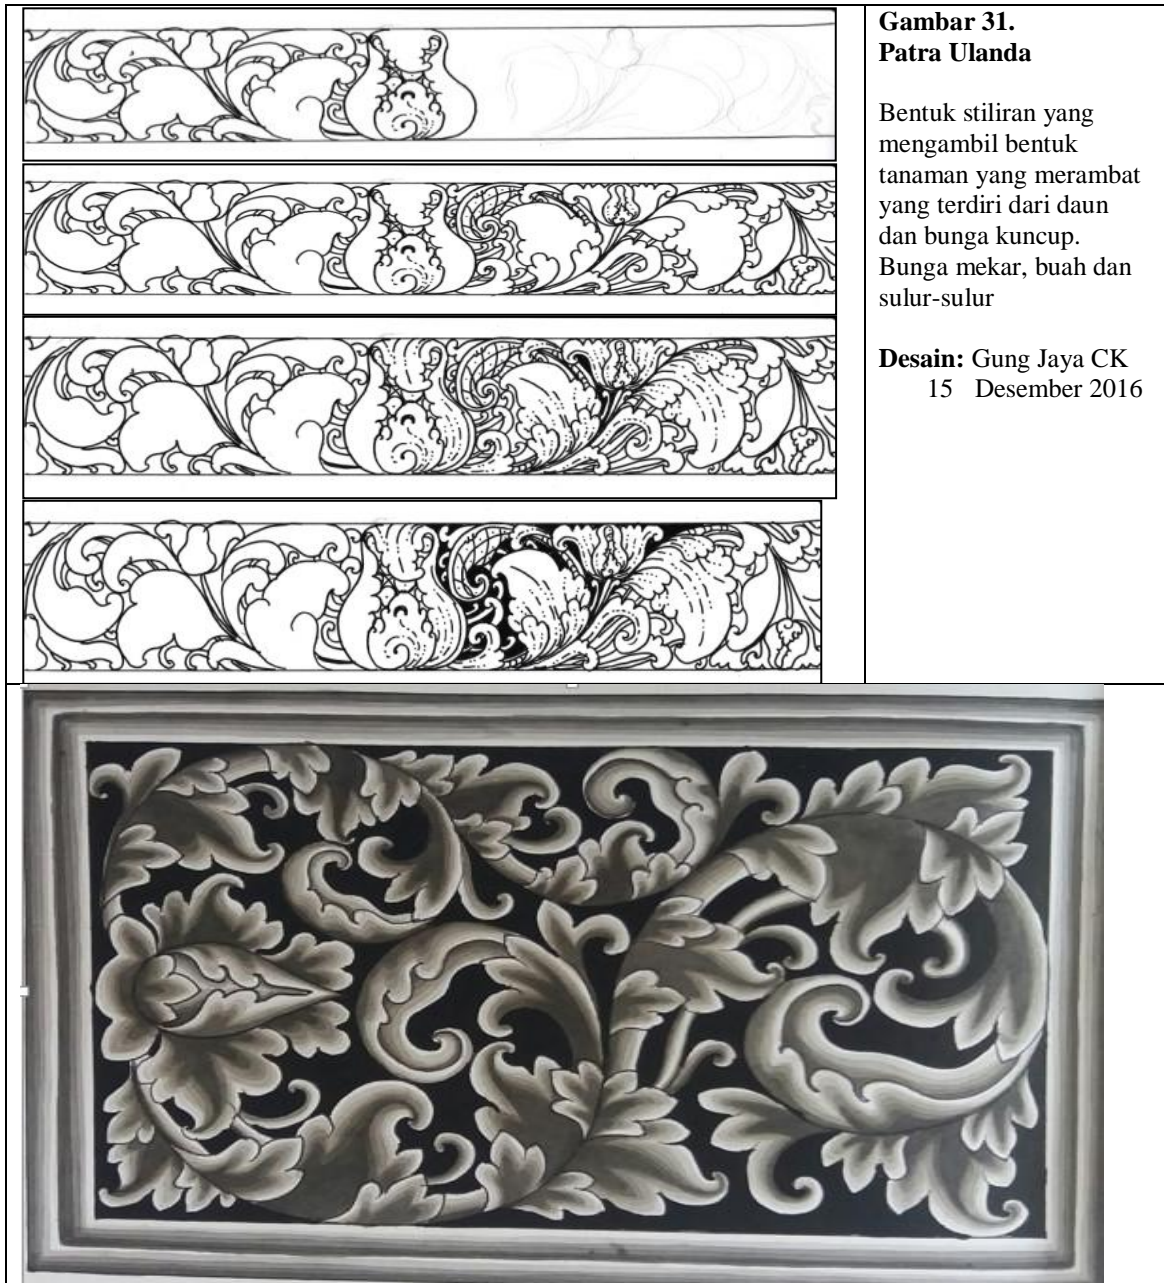 Gambar 31.
Patra Ulanda
Bentuk stiliran yang
mengambil bentuk
tanaman yang merambat
yang terdiri dari daun
dan bunga kuncup.
Bunga mekar, buah dan
sulur-sulur
Desain: Gung Jaya CK
15 Desember 2016